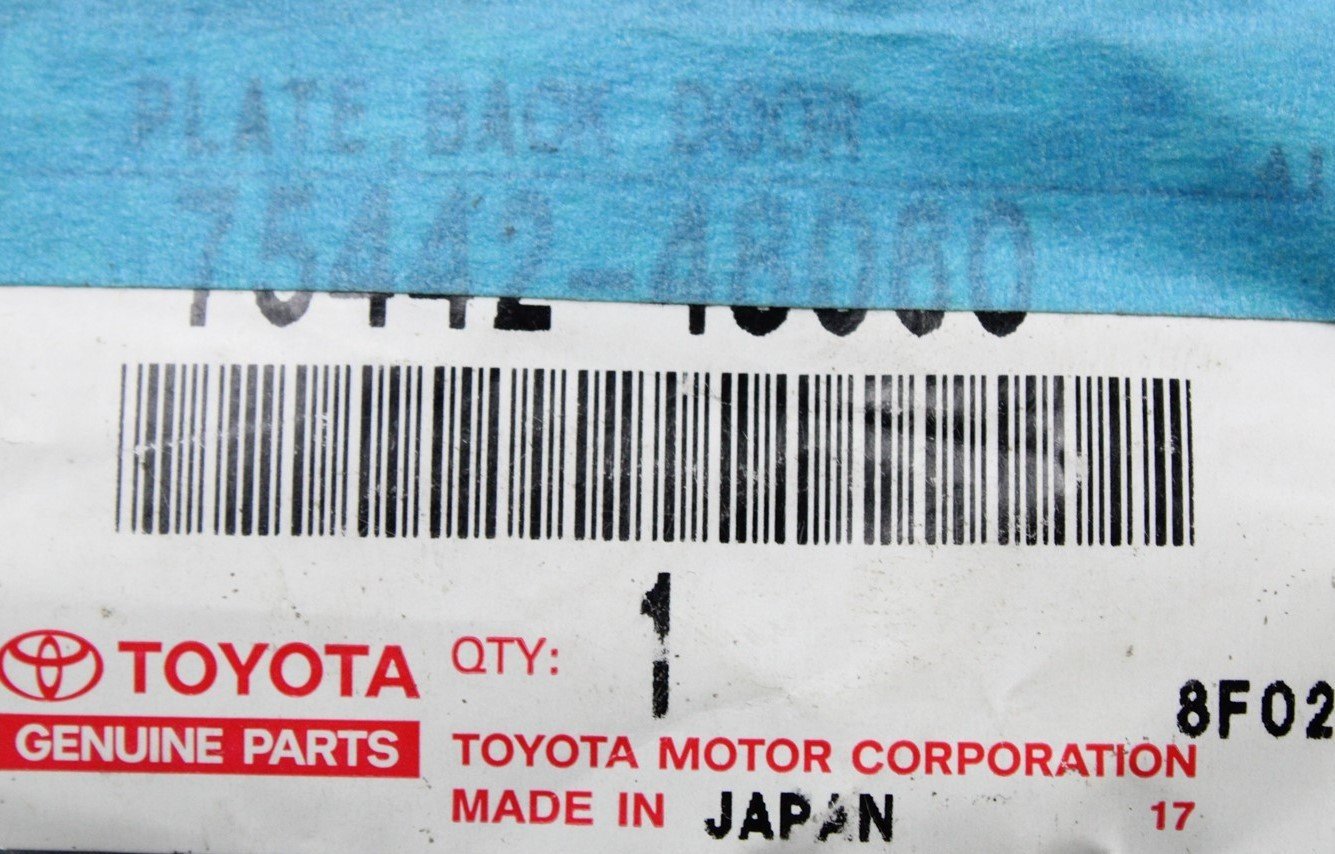 PLATE, BACK DOOR
75442-48060
TOYOTA
GENUINE PARTS
QTY: 1
8F02
TOYOTA MOTOR CORPORATION
MADE IN JAPAN
17